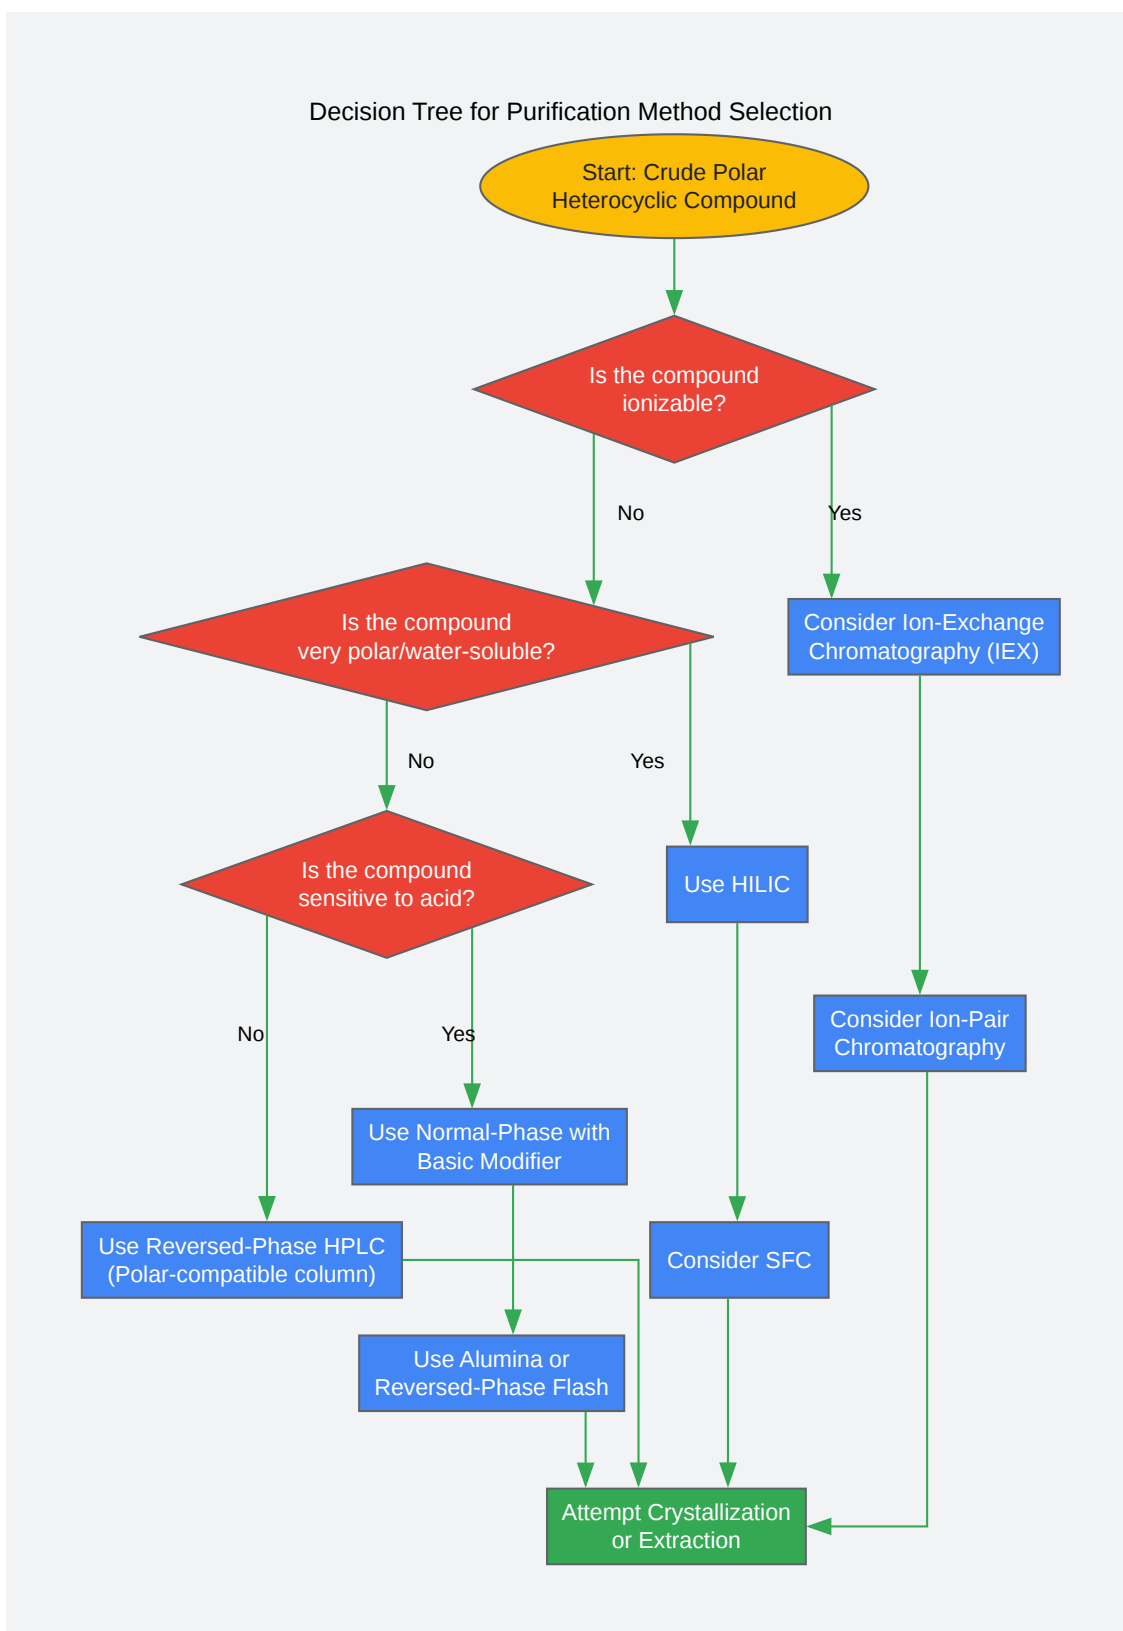 Decision Tree for Purification Method Selection
Start: Crude Polar
Heterocyclic Compound
Is the compound
ionizable?
No
Yes
Is the compound
very polar/water-soluble?
Consider Ion-Exchange
Chromatography (IEX)
No
Yes
Is the compound
sensitive to acid?
Use HILIC
Consider Ion-Pair
Chromatography
No
Yes
Use Normal-Phase with
Basic Modifier
Use Reversed-Phase HPLC
(Polar-compatible column)
Consider SFC
Use Alumina or
Reversed-Phase Flash
Attempt Crystallization
or Extraction